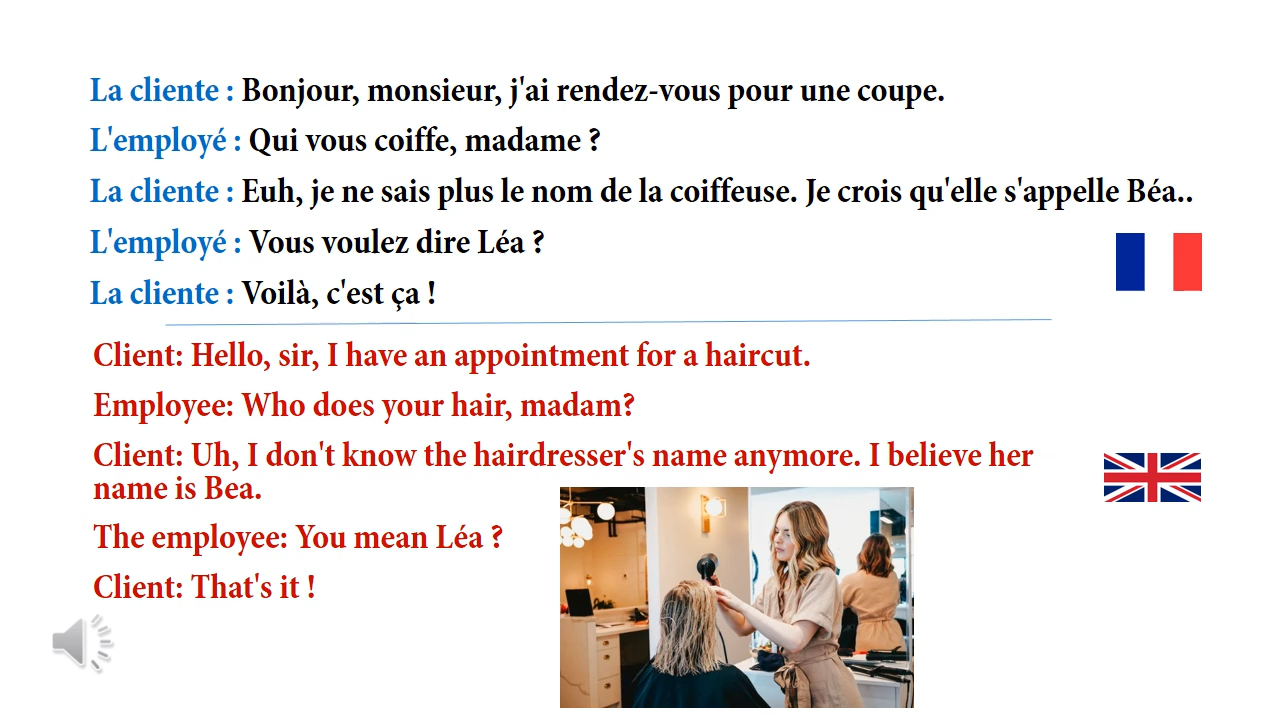 La cliente : Bonjour, monsieur, j'ai rendez-vous pour une coupe.
L'employé : Qui vous coiffe, madame ?
La cliente : Euh, je ne sais plus le nom de la coiffeuse. Je crois qu'elle s'appelle Béa..
L'employé : Vous voulez dire Léa ?
La cliente : Voilà, c'est ça !
Client: Hello, sir, I have an appointment for a haircut.
Employee: Who does your hair, madam?
Client: Uh, I don't know the hairdresser's name anymore. I believe her
name is Bea.
The employee: You mean Léa ?
Client: That's it !